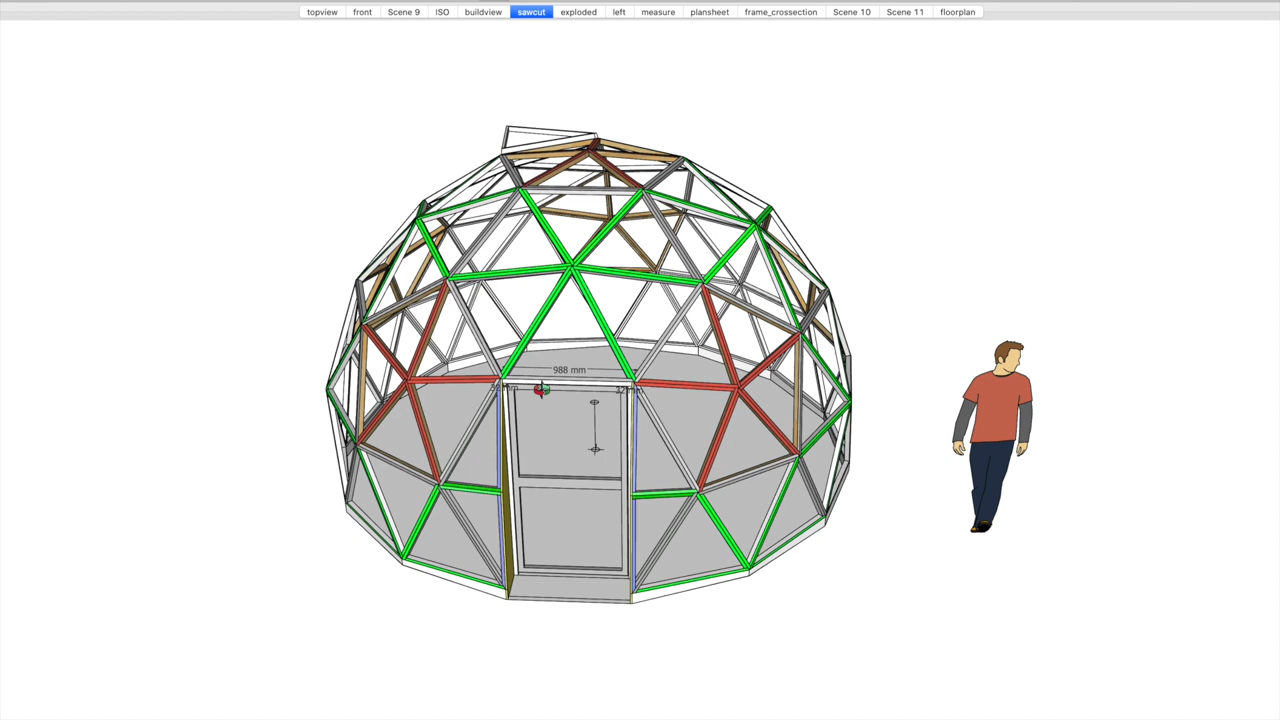 topview front Scene 9 ISO buildview sawcut exploded left measure plansheet frame_crossection Scene 10 Scene 11 floorplan
988 mm